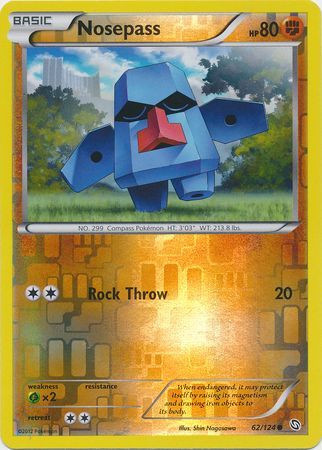 BASIC
Nosepass
HP80
NO. 299 Compass Pokémon HT: 3'03" WT: 213.8 lbs.
Rock Throw 20
weakness resistance
×2
retreat
When endangered, it may protect
itself by raising its magnetism
and drawing iron objects to
its body.
Illus. Shin Nagasawa
62/124
©2012 Pokémon